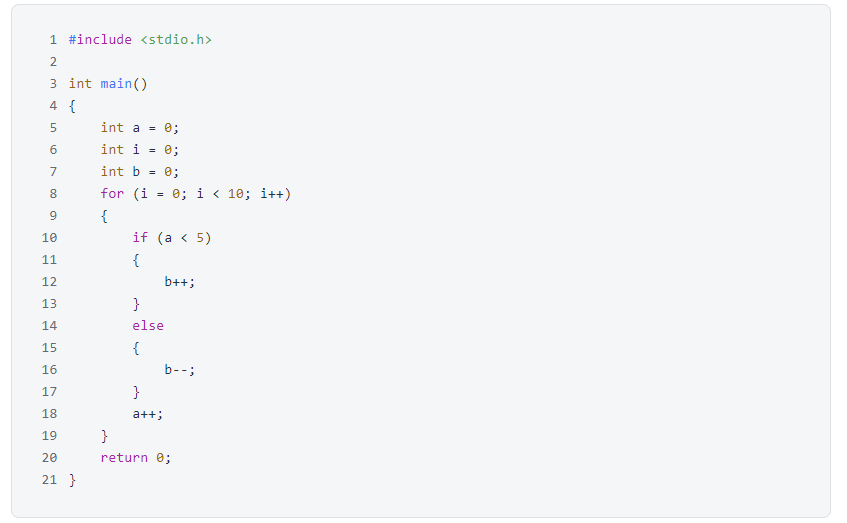 1 #include <stdio.h>
2
3 int main()
4 {
5     int a = 0;
6     int i = 0;
7     int b = 0;
8     for (i = 0; i < 10; i++)
9     {
10         if (a < 5)
11         {
12             b++;
13         }
14         else
15         {
16             b--;
17         }
18         a++;
19     }
20     return 0;
21 }